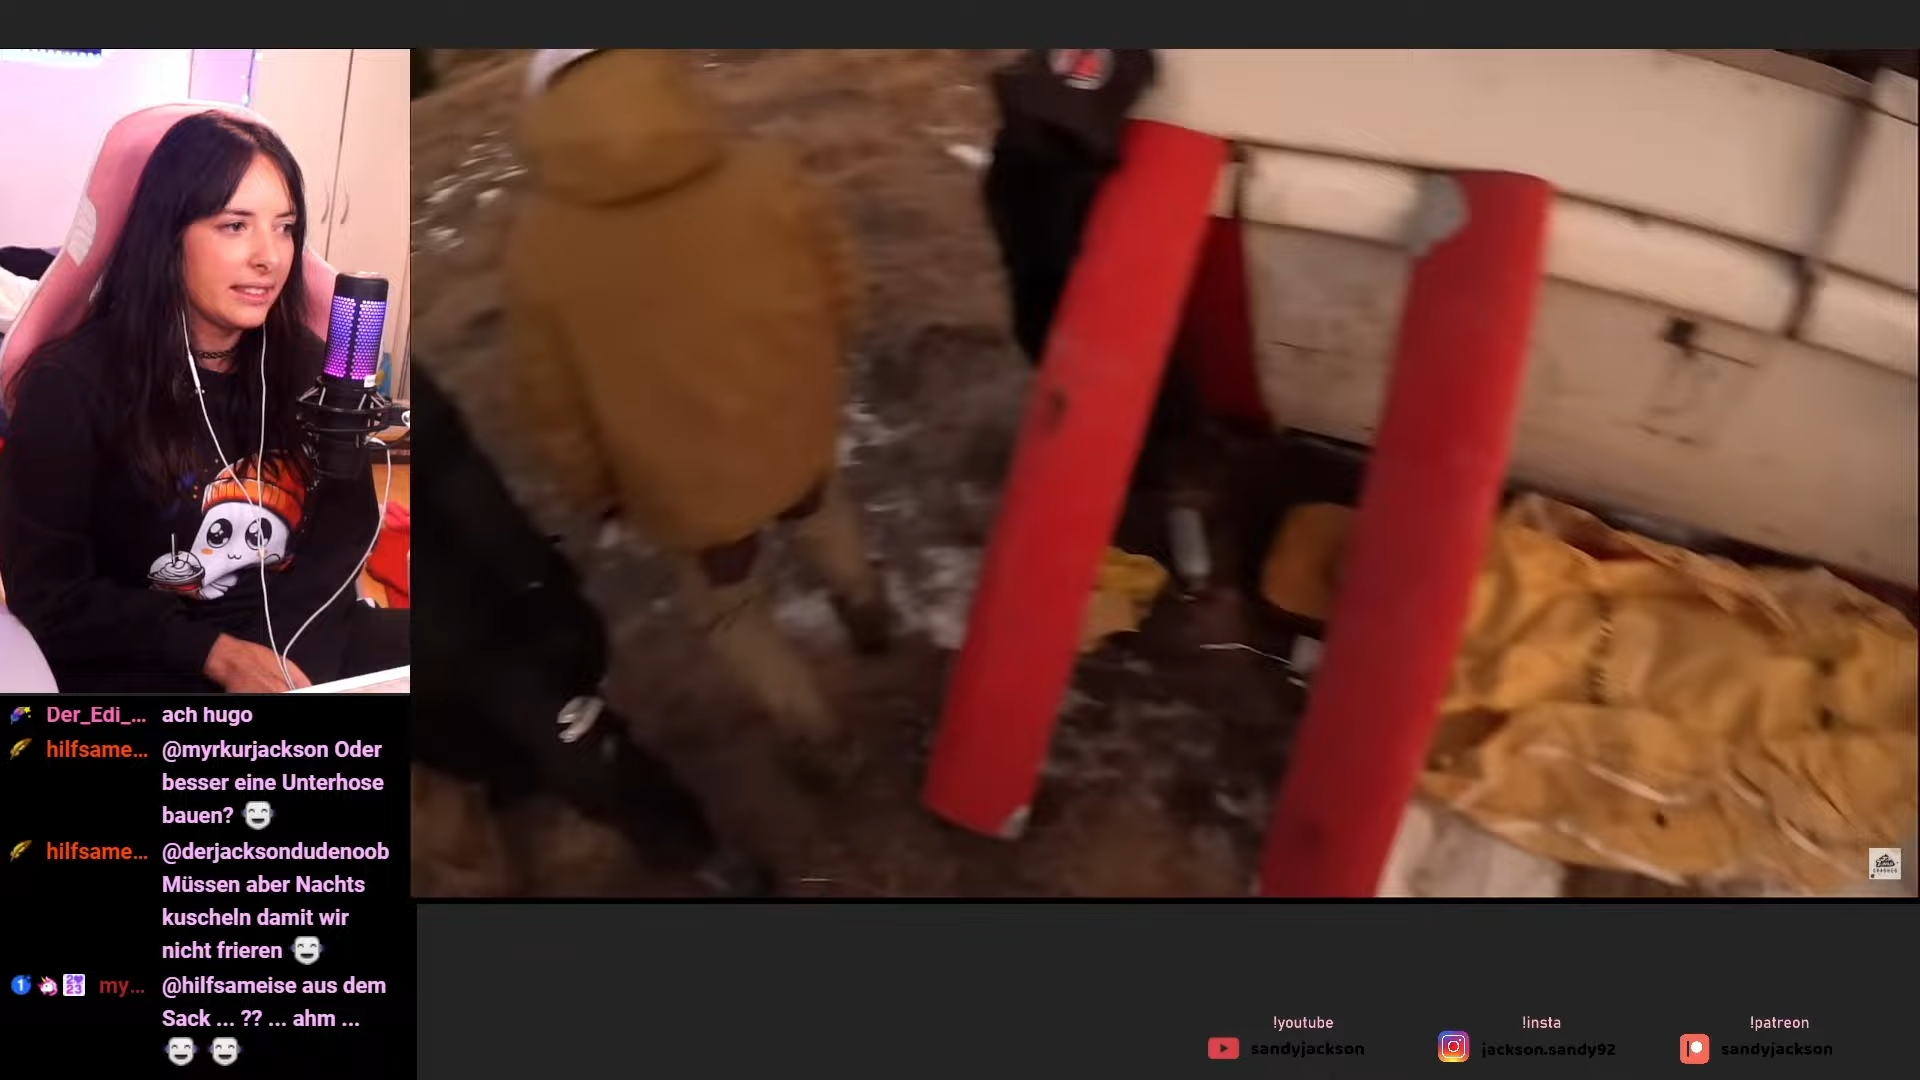 Der_Edi_... ach hugo
hilfsame... @myrkurjackson Oder
besser eine Unterhose
bauen?
hilfsame... @derjacksondudenoob
Müssen aber Nachts
kuscheln damit wir
nicht frieren
my... @hilfsameise aus dem
Sack ... ?? ... ahm ...
!youtube
sandyjackson
!insta
jackson.sandy92
!patreon
sandyjackson